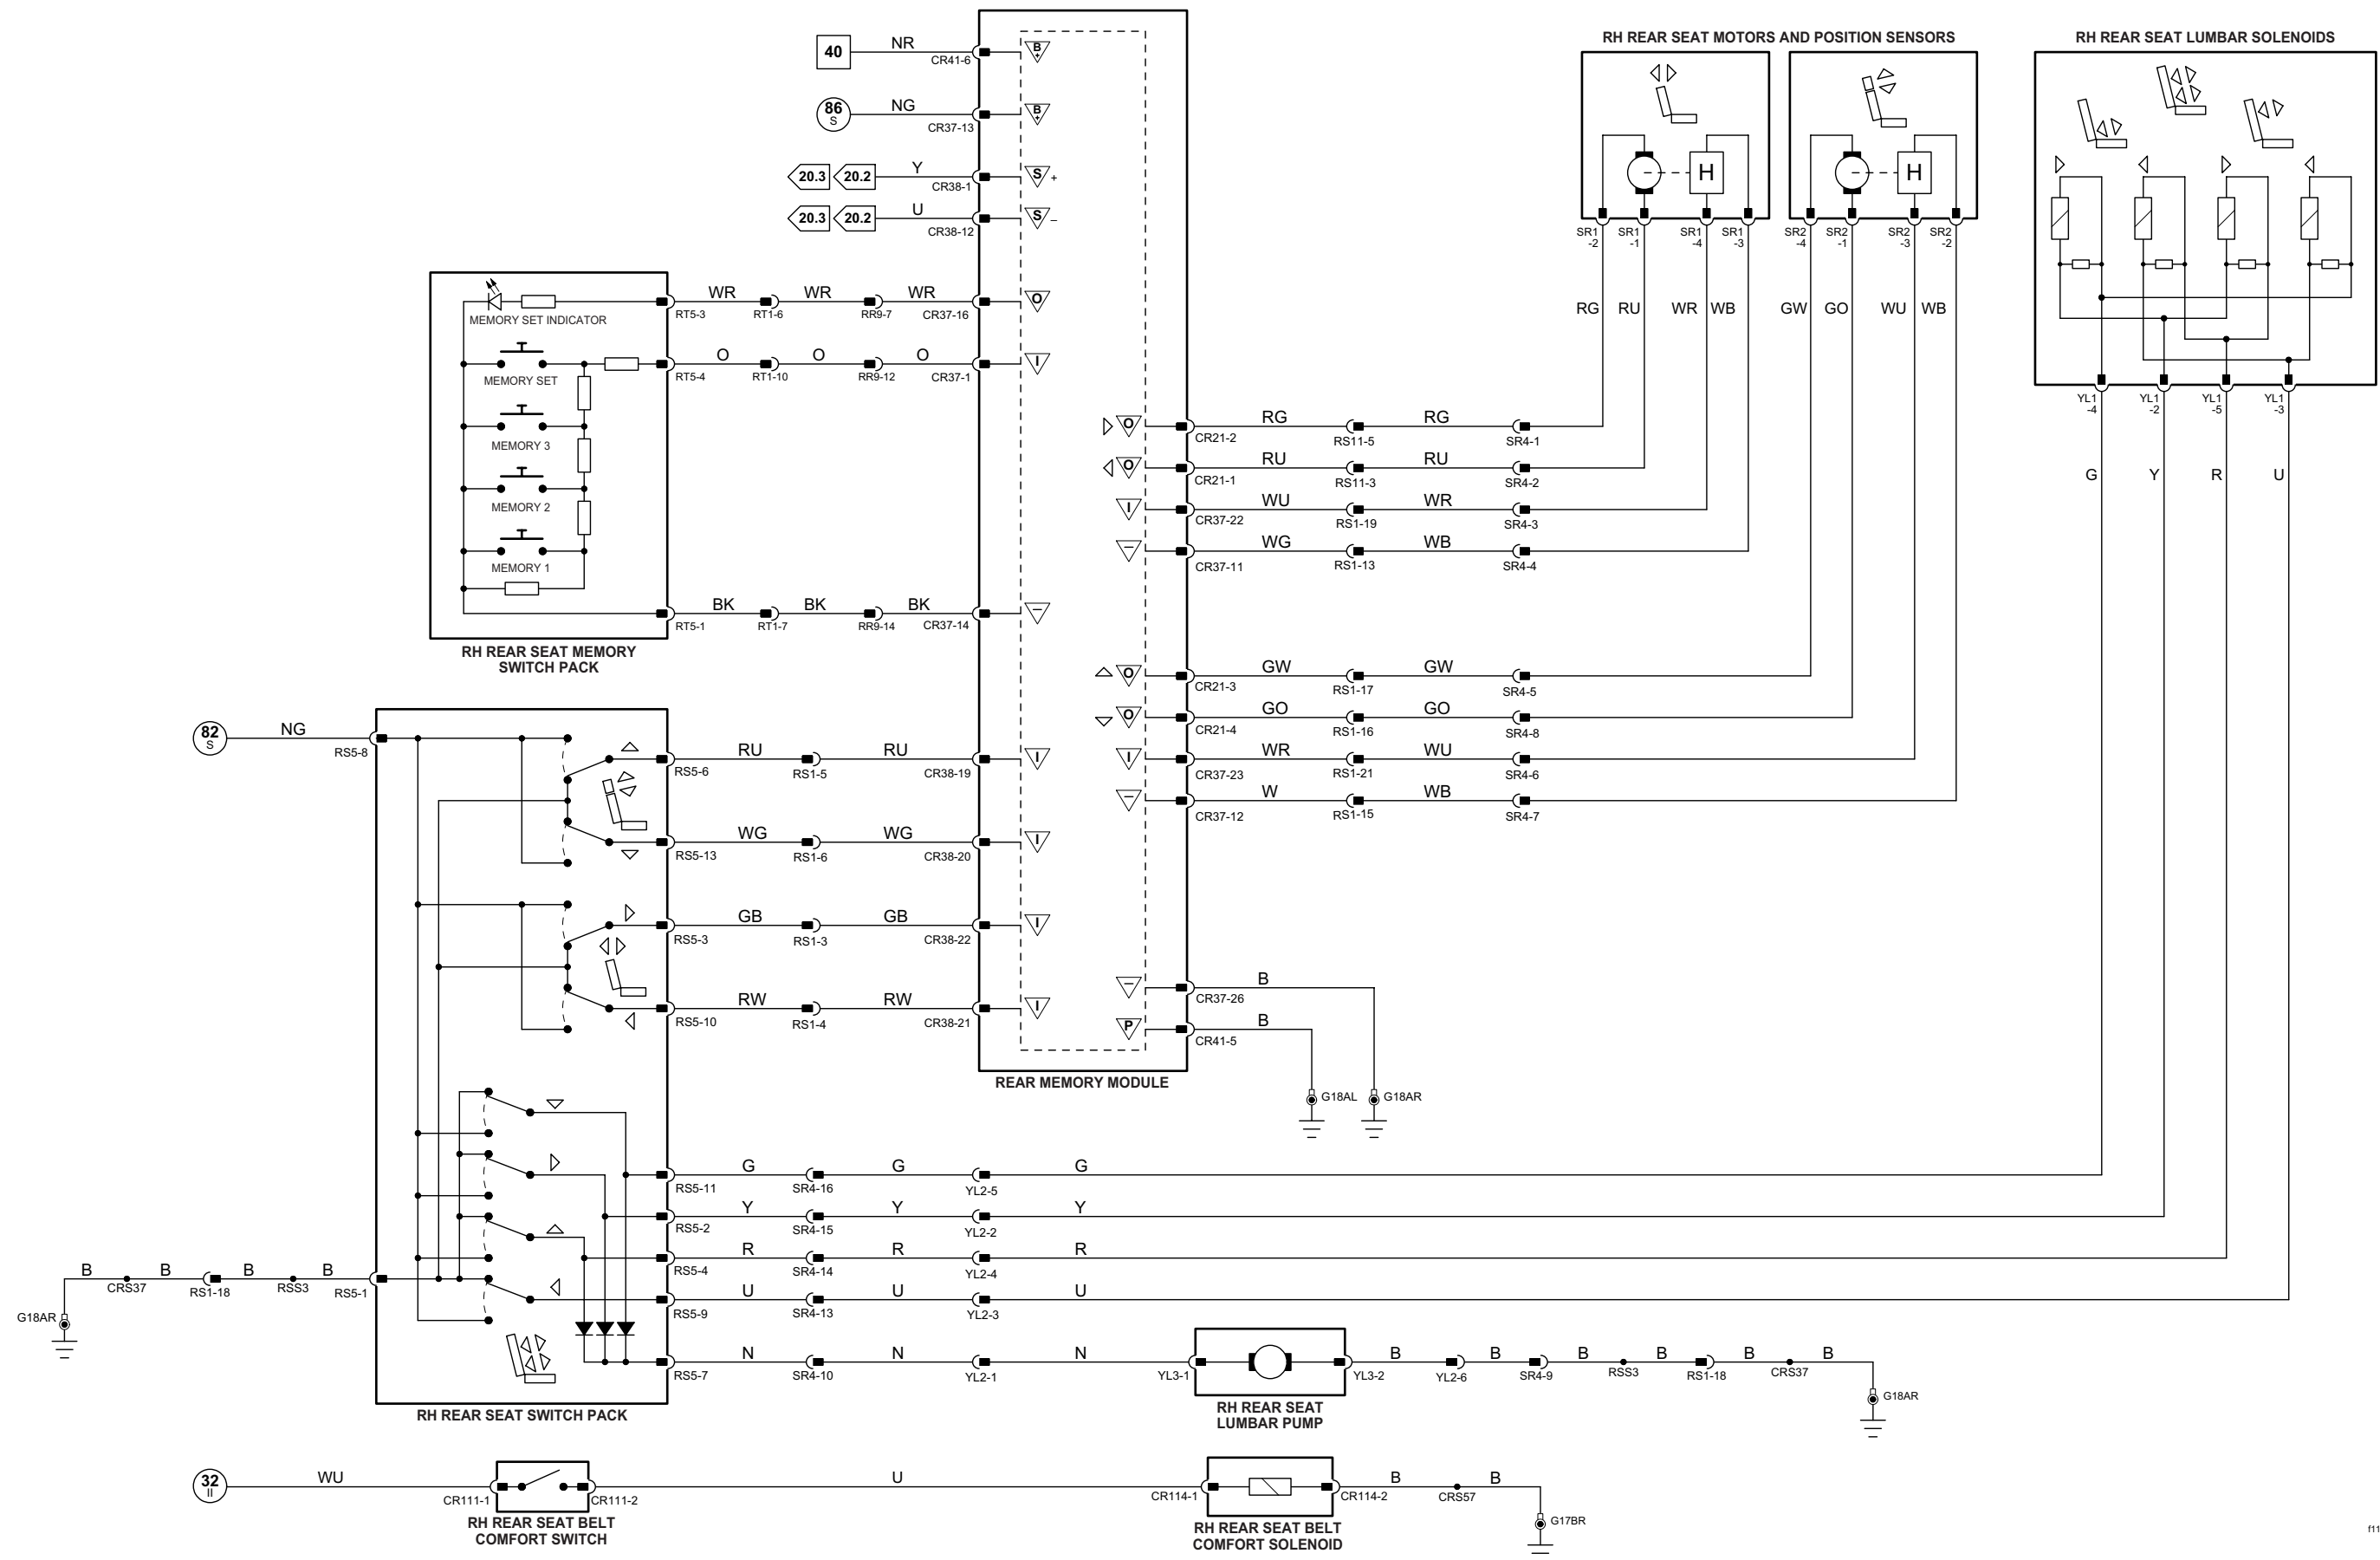 RH REAR SEAT MOTORS AND POSITION SENSORS
RH REAR SEAT LUMBAR SOLENOIDS
40 NR CR41-6 B +
86 S NG CR37-13 B +
20.3 20.2 Y CR38-1 S +
20.3 20.2 U CR38-12 S –
H H
SR1 -2 SR1 -1 SR1 -4 SR1 -3 SR2 -4 SR2 -1 SR2 -3 SR2 -2
RG RU WR WB GW GO WU WB
YL1 -4 YL1 -2 YL1 -5 YL1 -3
G Y R U
MEMORY SET INDICATOR
RT5-3 WR RT1-6 WR RR9-7 WR CR37-16 O
MEMORY SET
RT5-4 O RT1-10 O RR9-12 O CR37-1 I
MEMORY 3
MEMORY 2
MEMORY 1
RT5-1 BK RT1-7 BK RR9-14 BK CR37-14 –
RH REAR SEAT MEMORY
SWITCH PACK
O CR21-2 RG RS11-5 RG SR4-1
O CR21-1 RU RS11-3 RU SR4-2
I CR37-22 WU RS1-19 WR SR4-3
– CR37-11 WG RS1-13 WB SR4-4
O CR21-3 GW RS1-17 GW SR4-5
O CR21-4 GO RS1-16 GO SR4-8
I CR37-23 WR RS1-21 WU SR4-6
– CR37-12 W RS1-15 WB SR4-7
82 S NG RS5-8
RS5-6 RU RS1-5 RU CR38-19 I
RS5-13 WG RS1-6 WG CR38-20 I
RS5-3 GB RS1-3 GB CR38-22 I
RS5-10 RW RS1-4 RW CR38-21 I
– CR37-26 B
P CR41-5 B
G18AL G18AR
REAR MEMORY MODULE
RS5-11 G SR4-16 G YL2-5 G
RS5-2 Y SR4-15 Y YL2-2 Y
RS5-4 R SR4-14 R YL2-4 R
G18AR B CRS37 B RS1-18 B RSS3 B RS5-1
RS5-9 U SR4-13 U YL2-3 U
RS5-7 N SR4-10 N YL2-1 N YL3-1
YL3-2 B YL2-6 B SR4-9 B RSS3 B RS1-18 B CRS37 B G18AR
RH REAR SEAT SWITCH PACK
RH REAR SEAT
LUMBAR PUMP
32 II WU CR111-1 CR111-2 U CR114-1 CR114-2 B CRS57 B G17BR
RH REAR SEAT BELT
COMFORT SWITCH
RH REAR SEAT BELT
COMFORT SOLENOID